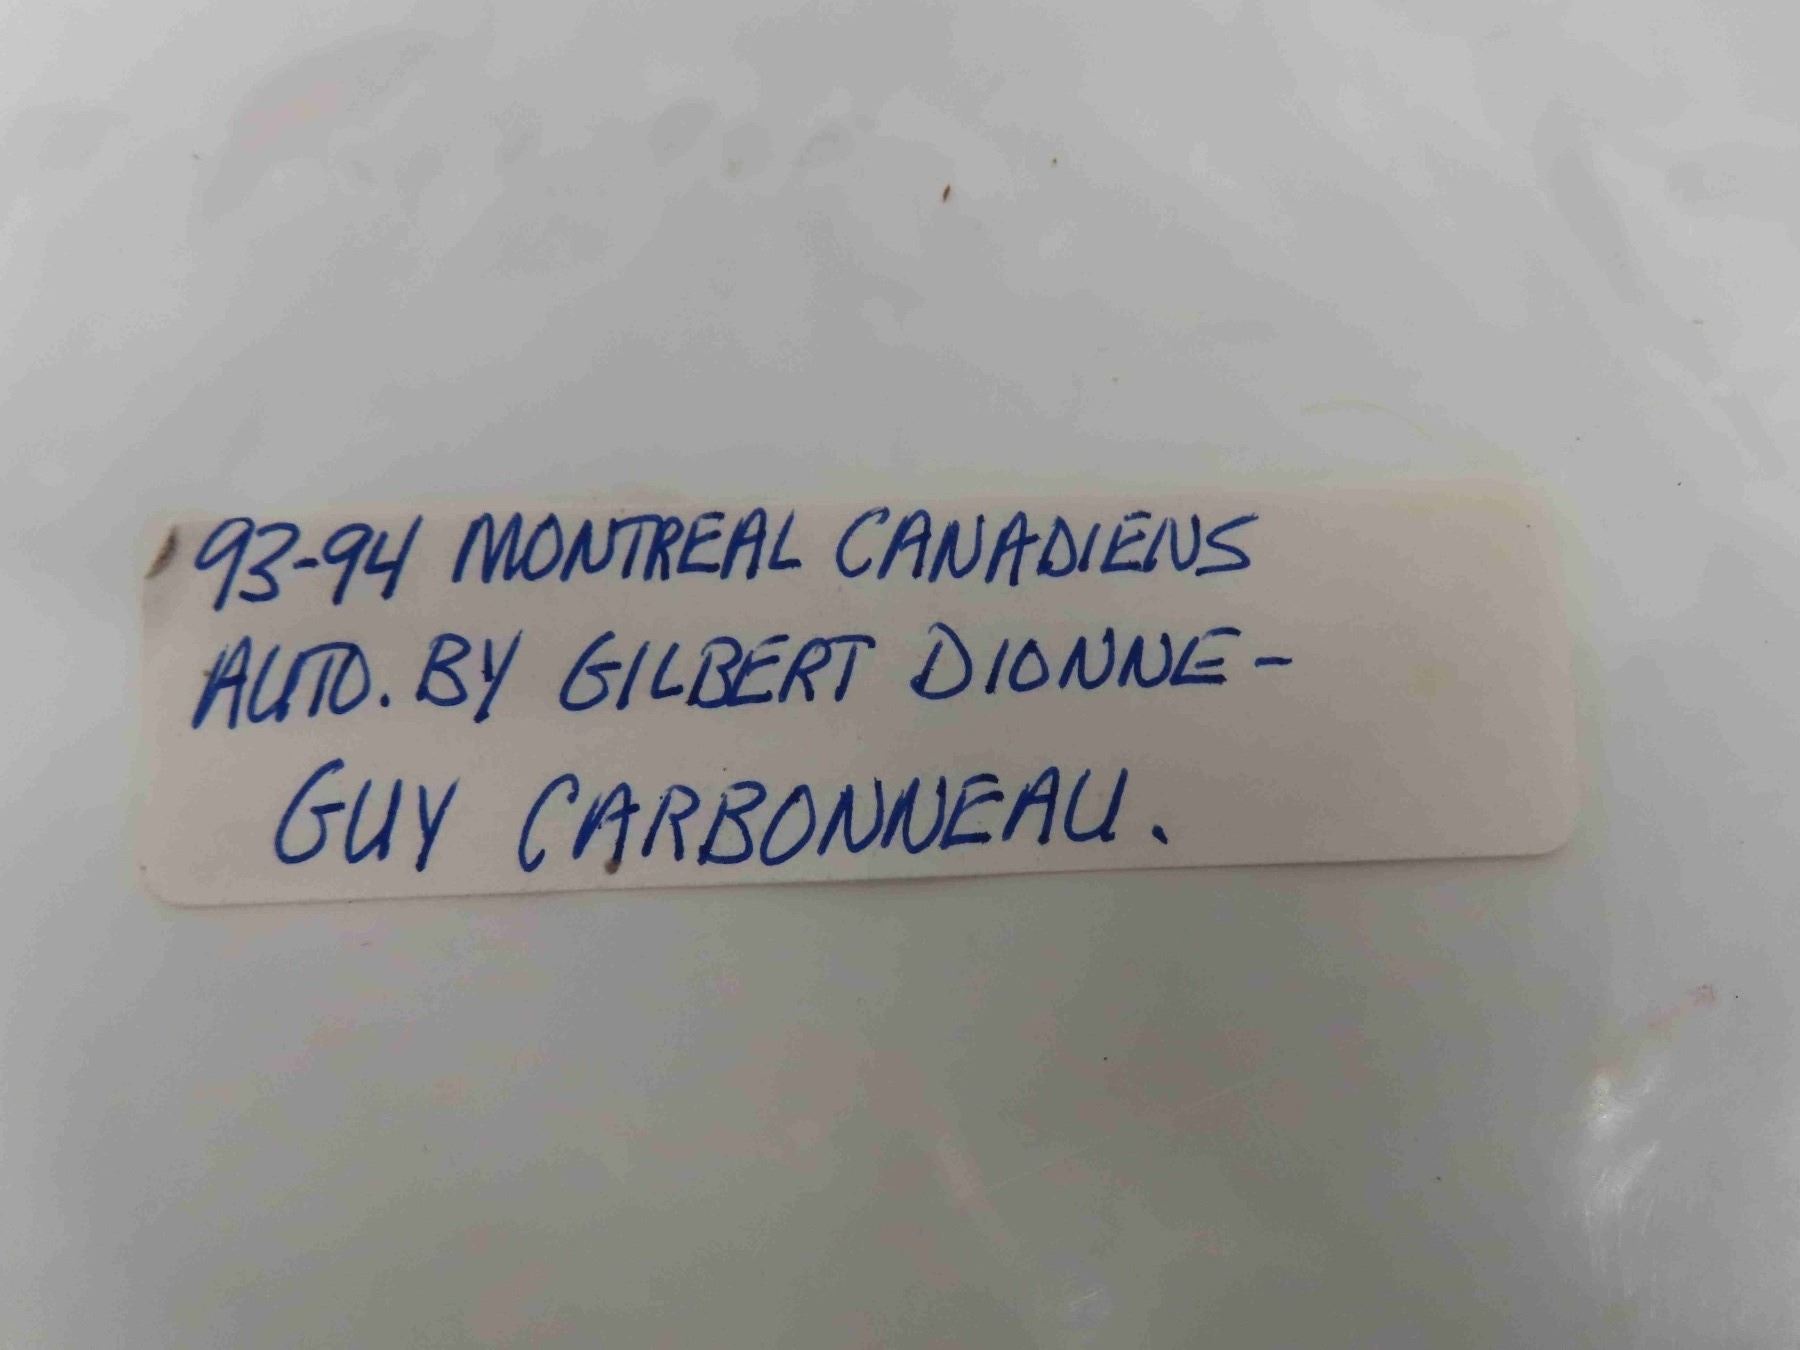 93-94 MONTREAL CANADIENS
AUTO. BY GILBERT DIONNE-
GUY CARBONNEAU.